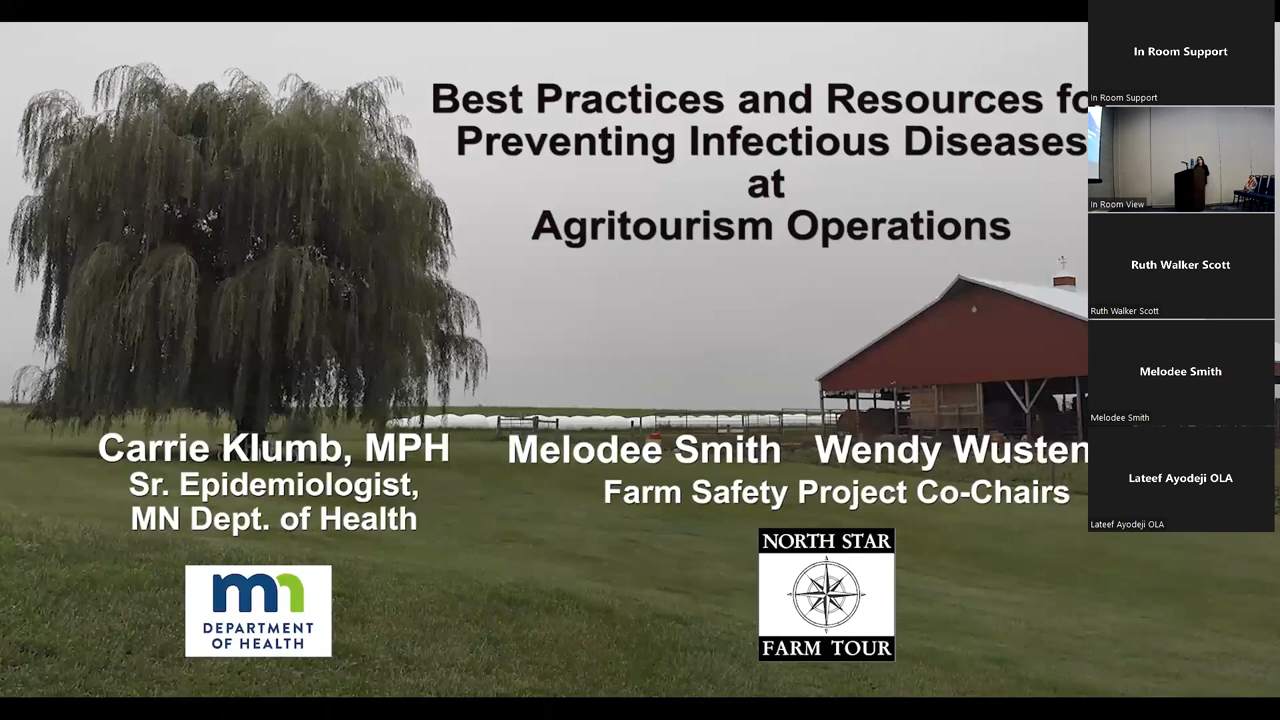 Best Practices and Resources fo
Preventing Infectious Diseases
at
Agritourism Operations
Carrie Klumb, MPH
Sr. Epidemiologist,
MN Dept. of Health
Melodee Smith Wendy Wusten
Farm Safety Project Co-Chairs
mn
DEPARTMENT
OF HEALTH
NORTH STAR
FARM TOUR
In Room Support
In Room Support
In Room View
Ruth Walker Scott
Ruth Walker Scott
Melodee Smith
Melodee Smith
Lateef Ayodeji OLA
Lateef Ayodeji OLA